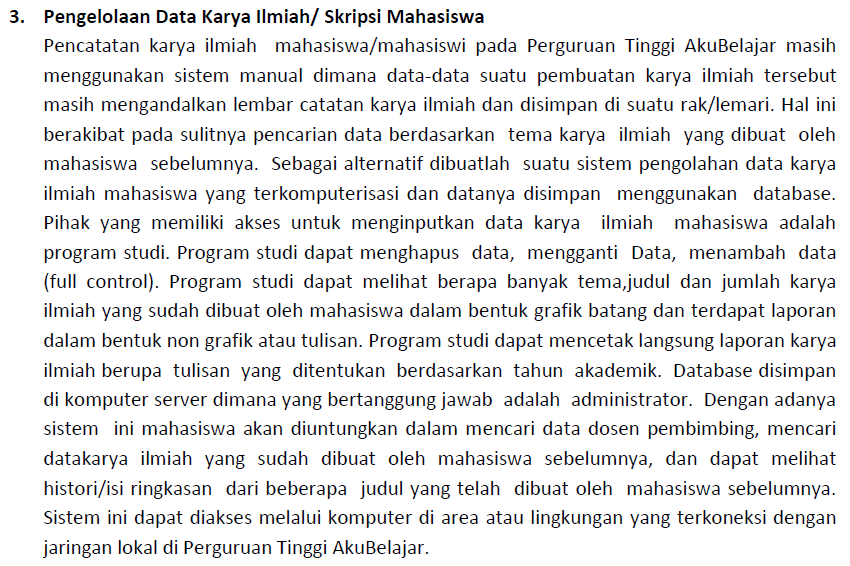 3. Pengelolaan Data Karya Ilmiah/ Skripsi Mahasiswa
Pencatatan karya ilmiah mahasiswa/mahasiswi pada Perguruan Tinggi AkuBelajar masih
menggunakan sistem manual dimana data-data suatu pembuatan karya ilmiah tersebut
masih mengandalkan lembar catatan karya ilmiah dan disimpan di suatu rak/lemari. Hal ini
berakibat pada sulitnya pencarian data berdasarkan tema karya ilmiah yang dibuat oleh
mahasiswa sebelumnya. Sebagai alternatif dibuatlah suatu sistem pengolahan data karya
ilmiah mahasiswa yang terkomputerisasi dan datanya disimpan menggunakan database.
Pihak yang memiliki akses untuk menginputkan data karya ilmiah mahasiswa adalah
program studi. Program studi dapat menghapus data, mengganti Data, menambah data
(full control). Program studi dapat melihat berapa banyak tema,judul dan jumlah karya
ilmiah yang sudah dibuat oleh mahasiswa dalam bentuk grafik batang dan terdapat laporan
dalam bentuk non grafik atau tulisan. Program studi dapat mencetak langsung laporan karya
ilmiah berupa tulisan yang ditentukan berdasarkan tahun akademik. Database disimpan
di komputer server dimana yang bertanggung jawab adalah administrator. Dengan adanya
sistem ini mahasiswa akan diuntungkan dalam mencari data dosen pembimbing, mencari
datakarya ilmiah yang sudah dibuat oleh mahasiswa sebelumnya, dan dapat melihat
histori/isi ringkasan dari beberapa judul yang telah dibuat oleh mahasiswa sebelumnya.
Sistem ini dapat diakses melalui komputer di area atau lingkungan yang terkoneksi dengan
jaringan lokal di Perguruan Tinggi AkuBelajar.